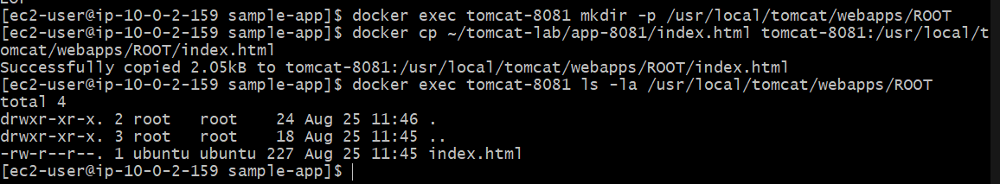 [ec2-user@ip-10-0-2-159 sample-app]$ docker exec tomcat-8081 mkdir -p /usr/local/tomcat/webapps/ROOT
[ec2-user@ip-10-0-2-159 sample-app]$ docker cp ~/tomcat-lab/app-8081/index.html tomcat-8081:/usr/local/t
omcat/webapps/ROOT/index.html
Successfully copied 2.05kB to tomcat-8081:/usr/local/tomcat/webapps/ROOT/index.html
[ec2-user@ip-10-0-2-159 sample-app]$ docker exec tomcat-8081 ls -la /usr/local/tomcat/webapps/ROOT
total 4
drwxr-xr-x. 2 root   root    24 Aug 25 11:46 .
drwxr-xr-x. 3 root   root    18 Aug 25 11:45 ..
-rw-r--r--. 1 ubuntu ubuntu 227 Aug 25 11:45 index.html
[ec2-user@ip-10-0-2-159 sample-app]$